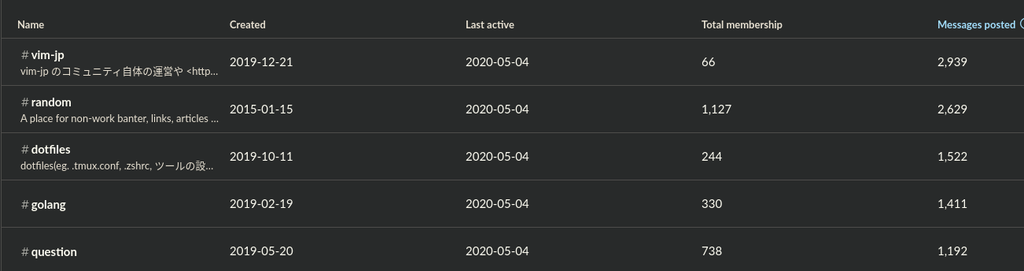 Name Created Last active Total membership Messages posted
# vim-jp 2019-12-21 2020-05-04 66 2,939
vim-jp のコミュニティ自体の運営や <http...
# random 2015-01-15 2020-05-04 1,127 2,629
A place for non-work banter, links, articles ...
# dotfiles 2019-10-11 2020-05-04 244 1,522
dotfiles(eg. .tmux.conf, .zshrc, ツールの設...
# golang 2019-02-19 2020-05-04 330 1,411
# question 2019-05-20 2020-05-04 738 1,192